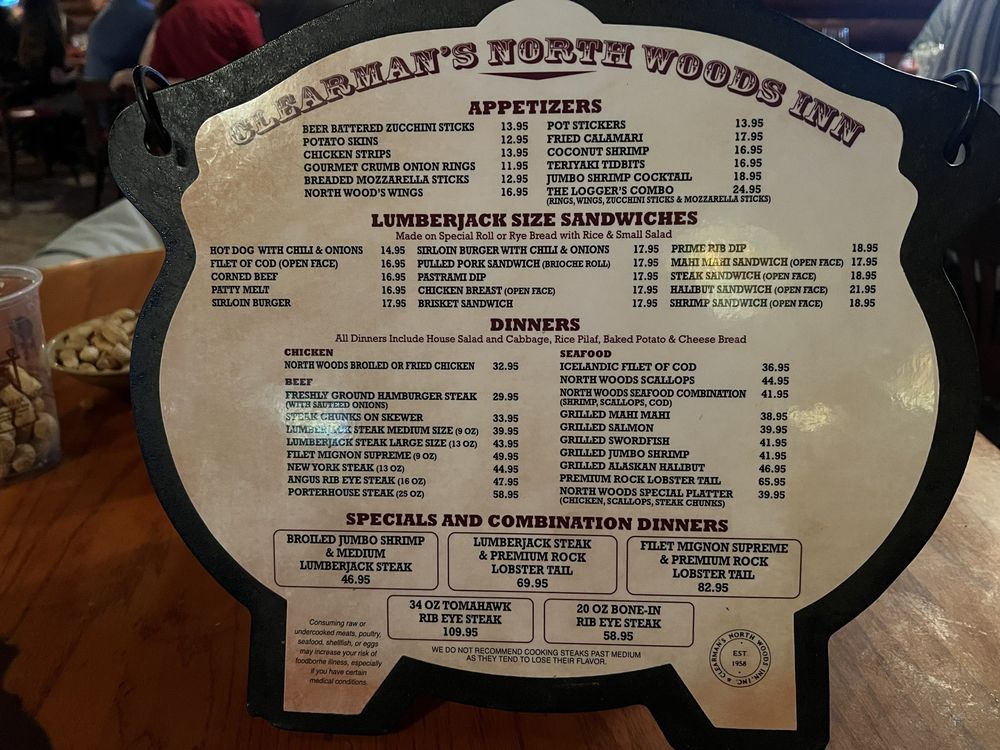 CLEARMAN'S NORTH WOODS INN
APPETIZERS
BEER BATTERED ZUCCHINI STICKS 13.95
POTATO SKINS 12.95
CHICKEN STRIPS 13.95
GOURMET CRUMB ONION RINGS 11.95
BREADED MOZZARELLA STICKS 12.95
NORTH WOOD'S WINGS 16.95
POT STICKERS 13.95
FRIED CALAMARI 17.95
COCONUT SHRIMP 16.95
TERIYAKI TIDBITS 16.95
JUMBO SHRIMP COCKTAIL 18.95
THE LOGGER'S COMBO 24.95
(RINGS, WINGS, ZUCCHINI STICKS & MOZZARELLA STICKS)
LUMBERJACK SIZE SANDWICHES
Made on Special Roll or Rye Bread with Rice & Small Salad
HOT DOG WITH CHILI & ONIONS 14.95
FILET OF COD (OPEN FACE) 16.95
CORNED BEEF 16.95
PATTY MELT 16.95
SIRLOIN BURGER 17.95
SIRLOIN BURGER WITH CHILI & ONIONS 17.95
PULLED PORK SANDWICH (BRIOCHE ROLL) 17.95
PASTRAMI DIP 17.95
CHICKEN BREAST (OPEN FACE) 17.95
BRISKET SANDWICH 17.95
PRIME RIB DIP 18.95
MAHI MAHI SANDWICH (OPEN FACE) 17.95
STEAK SANDWICH (OPEN FACE) 18.95
HALIBUT SANDWICH (OPEN FACE) 21.95
SHRIMP SANDWICH (OPEN FACE) 18.95
DINNERS
All Dinners Include House Salad and Cabbage, Rice Pilaf, Baked Potato & Cheese Bread
CHICKEN
NORTH WOODS BROILED OR FRIED CHICKEN 32.95
BEEF
FRESHLY GROUND HAMBURGER STEAK 29.95
(WITH SAUTEED ONIONS)
STEAK CHUNKS ON SKEWER 33.95
LUMBERJACK STEAK MEDIUM SIZE (9 OZ) 39.95
LUMBERJACK STEAK LARGE SIZE (13 OZ) 43.95
FILET MIGNON SUPREME (9 OZ) 49.95
NEW YORK STEAK (13 OZ) 44.95
ANGUS RIB EYE STEAK (16 OZ) 47.95
PORTERHOUSE STEAK (25 OZ) 58.95
SEAFOOD
ICELANDIC FILET OF COD 36.95
NORTH WOODS SCALLOPS 44.95
NORTH WOODS SEAFOOD COMBINATION 41.95
(SHRIMP, SCALLOPS, COD)
GRILLED MAHI MAHI 38.95
GRILLED SALMON 39.95
GRILLED SWORDFISH 41.95
GRILLED JUMBO SHRIMP 41.95
GRILLED ALASKAN HALIBUT 46.95
PREMIUM ROCK LOBSTER TAIL 65.95
NORTH WOODS SPECIAL PLATTER 39.95
(CHICKEN, SCALLOPS, STEAK CHUNKS)
SPECIALS AND COMBINATION DINNERS
BROILED JUMBO SHRIMP
& MEDIUM
LUMBERJACK STEAK
46.95
LUMBERJACK STEAK
& PREMIUM ROCK
LOBSTER TAIL
69.95
FILET MIGNON SUPREME
& PREMIUM ROCK
LOBSTER TAIL
82.95
34 OZ TOMAHAWK
RIB EYE STEAK
109.95
20 OZ BONE-IN
RIB EYE STEAK
58.95
Consuming raw or
undercooked meats, poultry,
seafood, shellfish, or eggs
may increase your risk of
foodborne illness, especially
if you have certain
medical conditions.
WE DO NOT RECOMMEND COOKING STEAKS PAST MEDIUM
AS THEY TEND TO LOSE THEIR FLAVOR.
CLEARMAN'S NORTH WOODS INN, INC.
EST.
1958